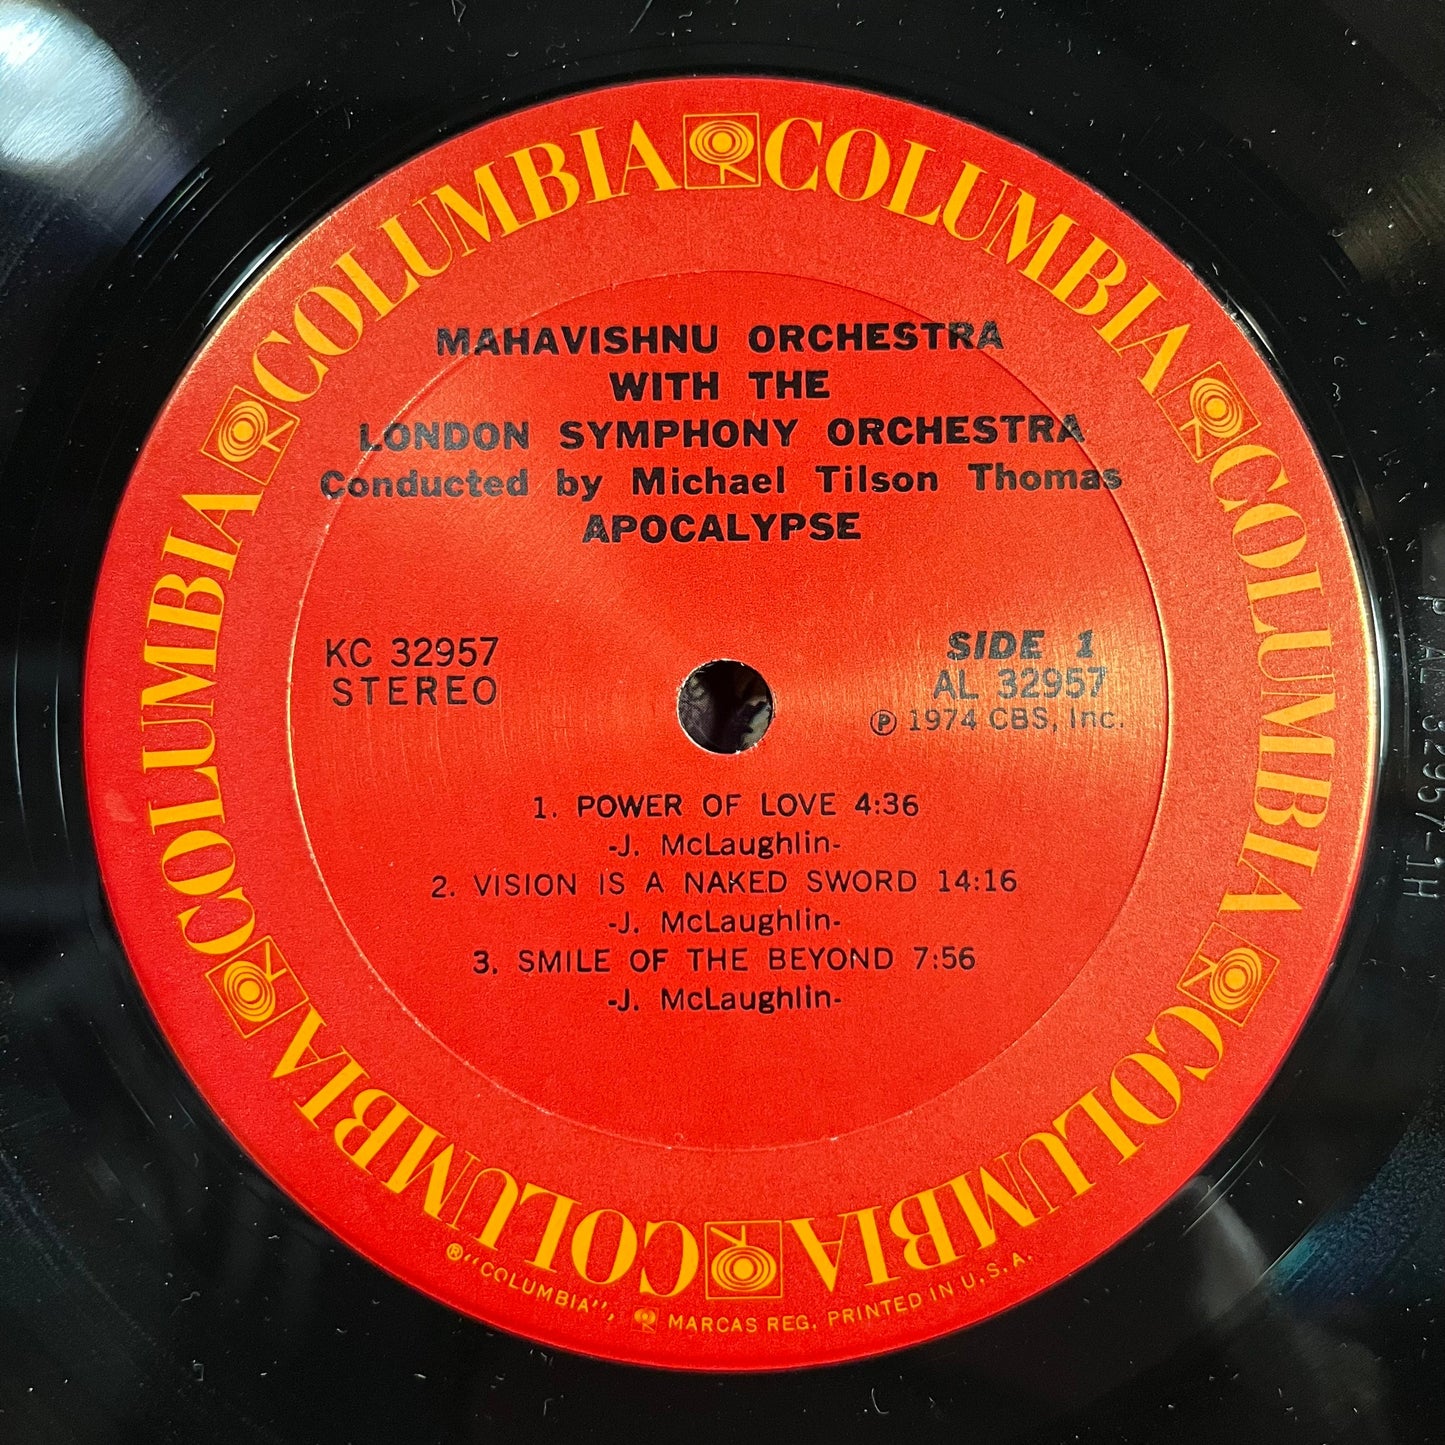 COLUMBIA COLUMBIA COLUMBIA COLUMBIA COLUMBIA COLUMBIA
MAHAVISHNU ORCHESTRA
WITH THE
LONDON SYMPHONY ORCHESTRA
Conducted by Michael Tilson Thomas
APOCALYPSE
KC 32957
STEREO
SIDE 1
AL 32957
Ⓟ 1974 CBS, Inc.
1. POWER OF LOVE 4:36
-J. McLaughlin-
2. VISION IS A NAKED SWORD 14:16
-J. McLaughlin-
3. SMILE OF THE BEYOND 7:56
-J. McLaughlin-
® "COLUMBIA", MARCAS REG. PRINTED IN U.S.A.
P AL 32957-1H